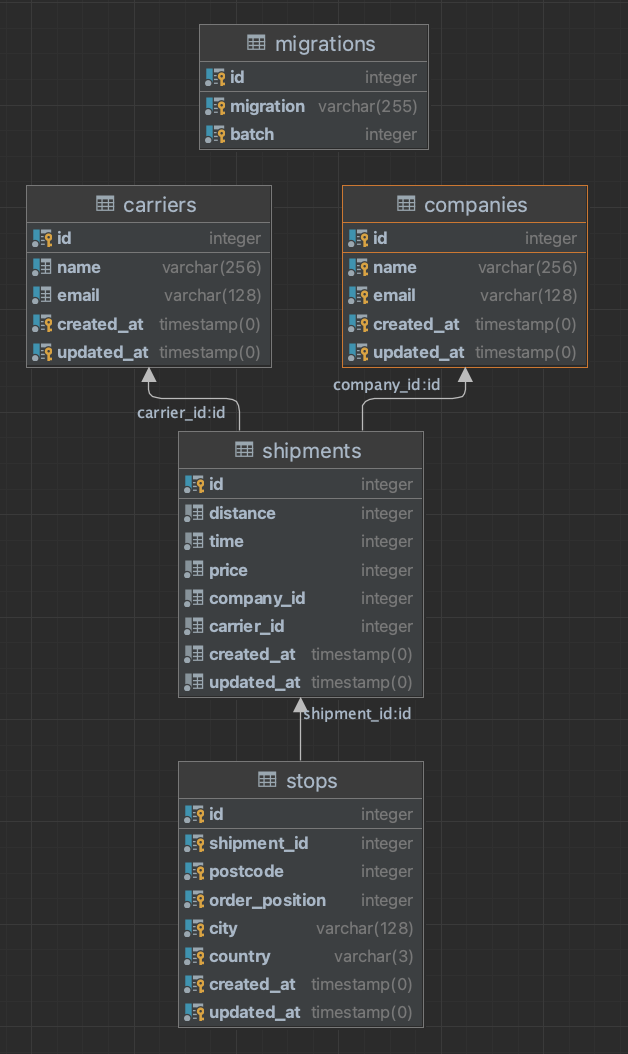 migrations
id integer
migration varchar(255)
batch integer
carriers
id integer
name varchar(256)
email varchar(128)
created_at timestamp(0)
updated_at timestamp(0)
companies
id integer
name varchar(256)
email varchar(128)
created_at timestamp(0)
updated_at timestamp(0)
carrier_id:id
company_id:id
shipments
id integer
distance integer
time integer
price integer
company_id integer
carrier_id integer
created_at timestamp(0)
updated_at timestamp(0)
shipment_id:id
stops
id integer
shipment_id integer
postcode integer
order_position integer
city varchar(128)
country varchar(3)
created_at timestamp(0)
updated_at timestamp(0)